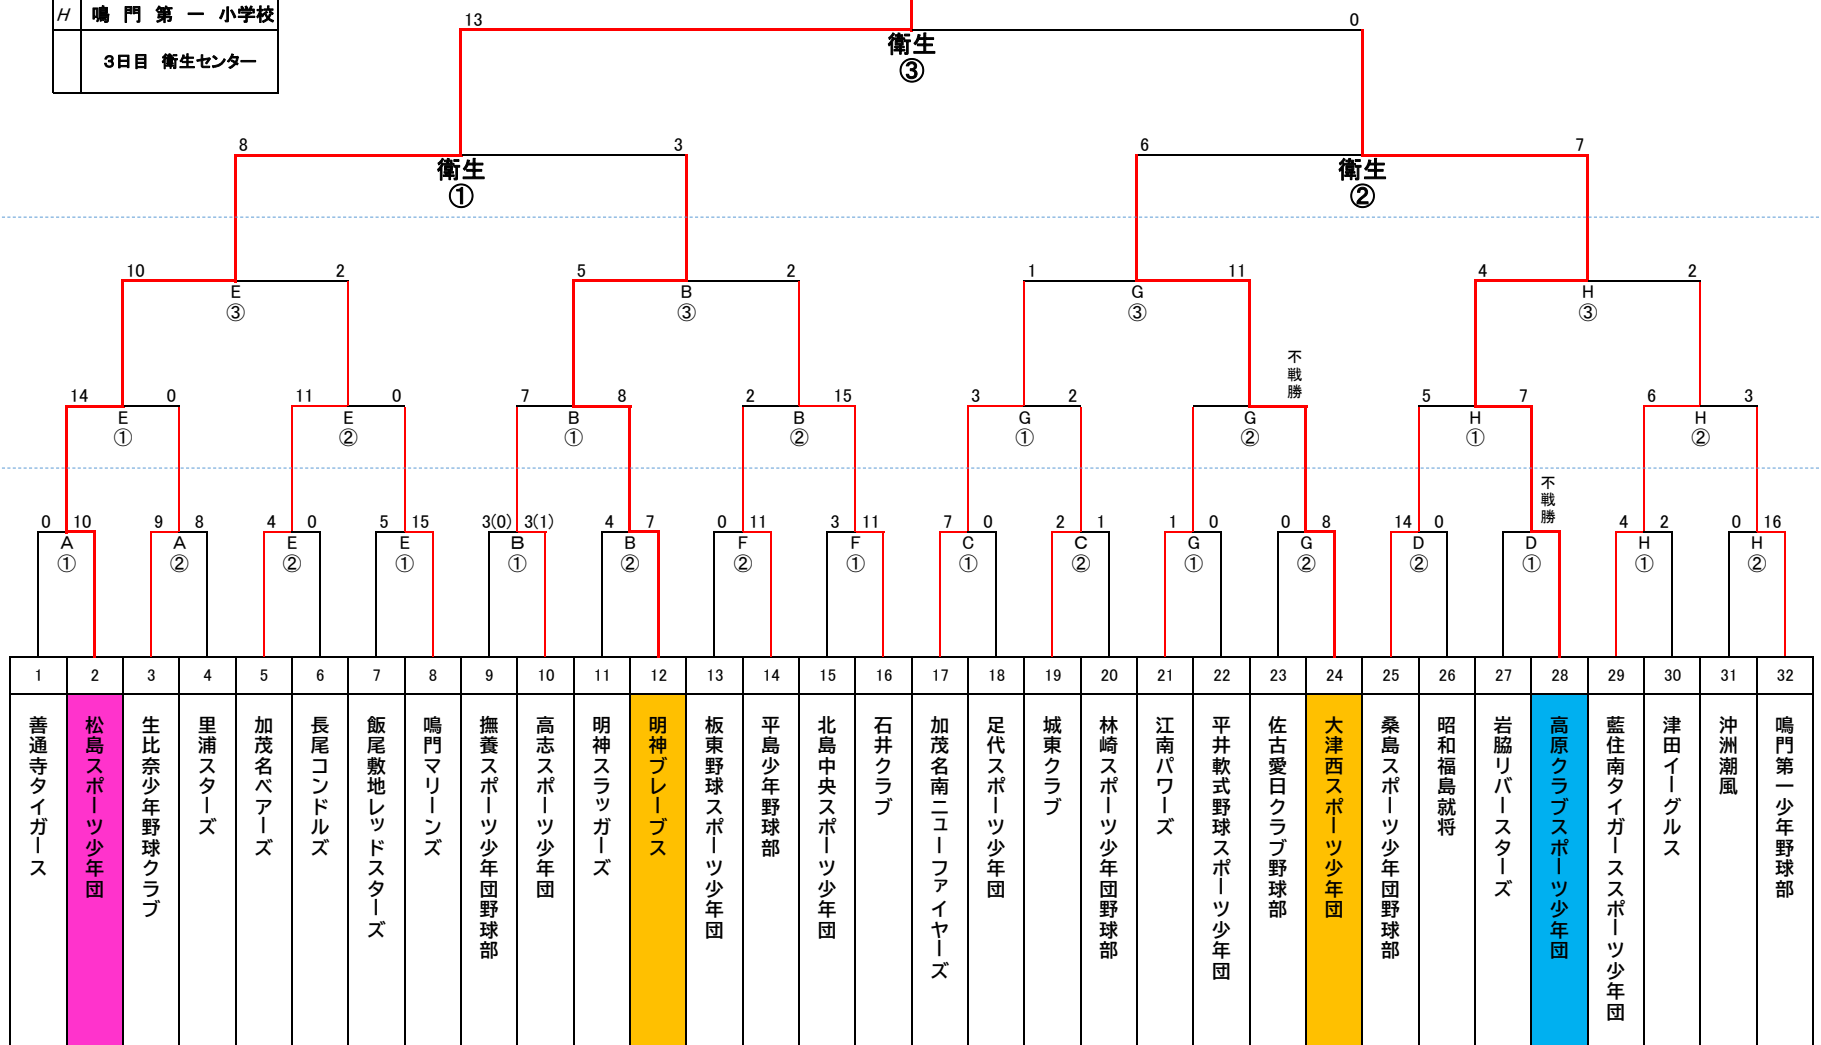 H 鳴 門 第 一 小学校
3日目 衛生センター
13 0
衛生
③
8 3 6 7
衛生 衛生
① ②
10 2 5 2 1 11 4 2
E B G H
③ ③ ③ ③
不戦勝
14 0 11 0 7 8 2 15 3 2 5 7 6 3
E E B B G G H H
① ② ① ② ① ② ① ②
不戦勝
0 10 9 8 4 0 5 15 3(0) 3(1) 4 7 0 11 3 11 7 0 2 1 1 0 0 8 14 0 4 2 0 16
A A E E B B F F C C G G D D H H
① ② ② ① ① ② ② ① ① ② ① ② ② ① ① ②
1 2 3 4 5 6 7 8 9 10 11 12 13 14 15 16 17 18 19 20 21 22 23 24 25 26 27 28 29 30 31 32
善通寺タイガース
松島スポーツ少年団
生比奈少年野球クラブ
里浦スターズ
加茂名ベアーズ
長尾コンドルズ
飯尾敷地レッドスターズ
鳴門マリーンズ
撫養スポーツ少年団野球部
高志スポーツ少年団
明神スラッガーズ
明神ブレーブス
板東野球スポーツ少年団
平島少年野球部
北島中央スポーツ少年団
石井クラブ
加茂名南ニューファイヤーズ
足代スポーツ少年団
城東クラブ
林崎スポーツ少年団野球部
江南パワーズ
平井軟式野球スポーツ少年団
佐古愛日クラブ野球部
大津西スポーツ少年団
桑島スポーツ少年団野球部
昭和福島就将
岩脇リバースターズ
高原クラブスポーツ少年団
藍住南タイガーススポーツ少年団
津田イーグルス
沖洲潮風
鳴門第一少年野球部